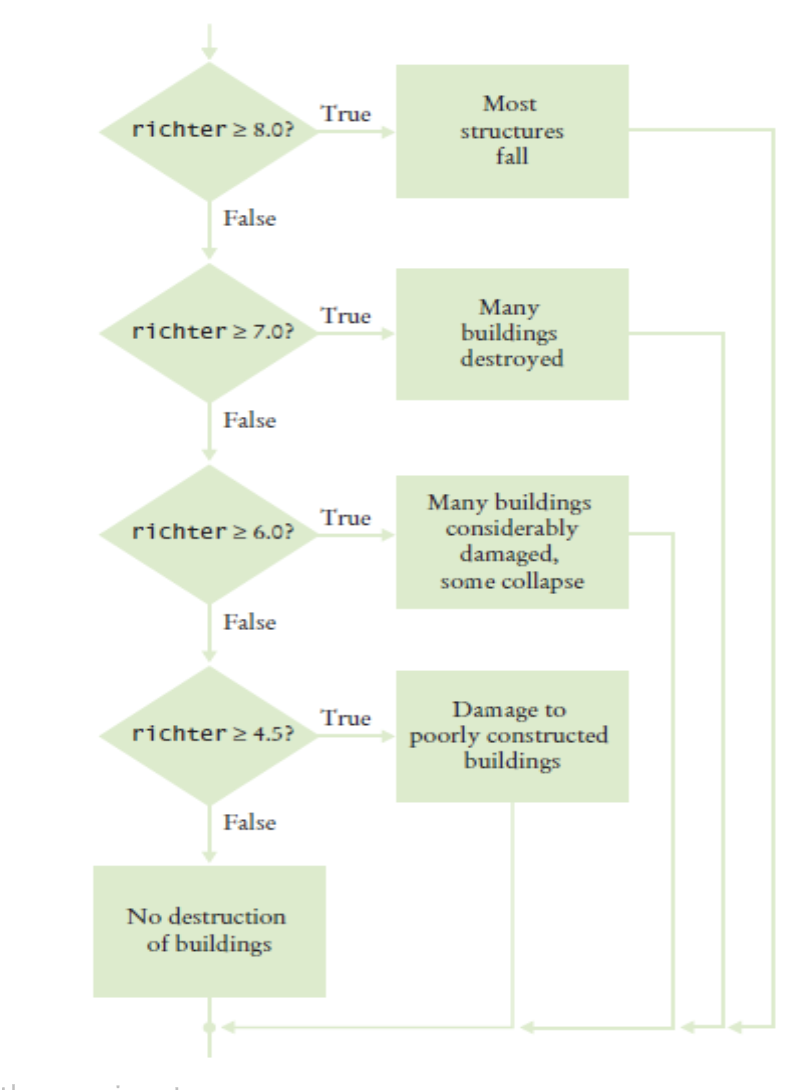 richter ≥ 8.0?
True
Most
structures
fall
False
richter ≥ 7.0?
True
Many
buildings
destroyed
False
richter ≥ 6.0?
True
Many buildings
considerably
damaged,
some collapse
False
richter ≥ 4.5?
True
Damage to
poorly constructed
buildings
False
No destruction
of buildings